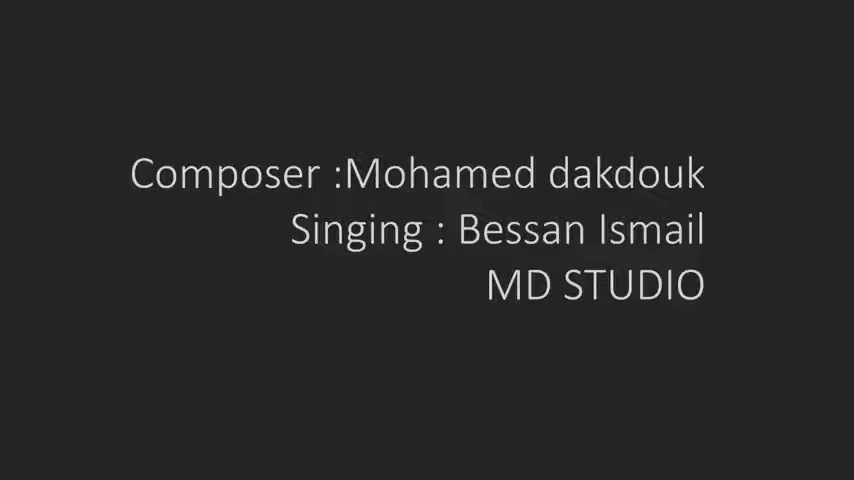 Composer :Mohamed dakdouk
Singing : Bessan Ismail
MD STUDIO